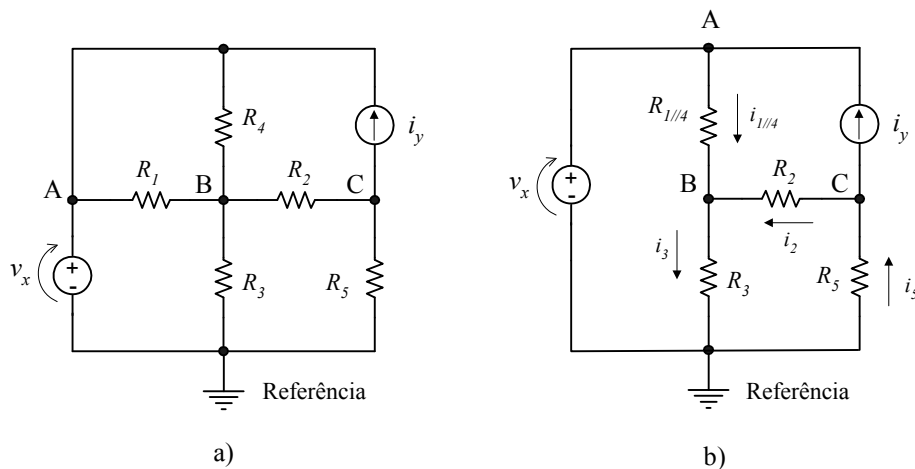 A
R4
R1//4
i1//4
iy
iy
A
R1
B
R2
C
B
R2
C
vx
i2
vx
i3
R3
R5
R3
R5
i5
Referência
Referência
a)
b)